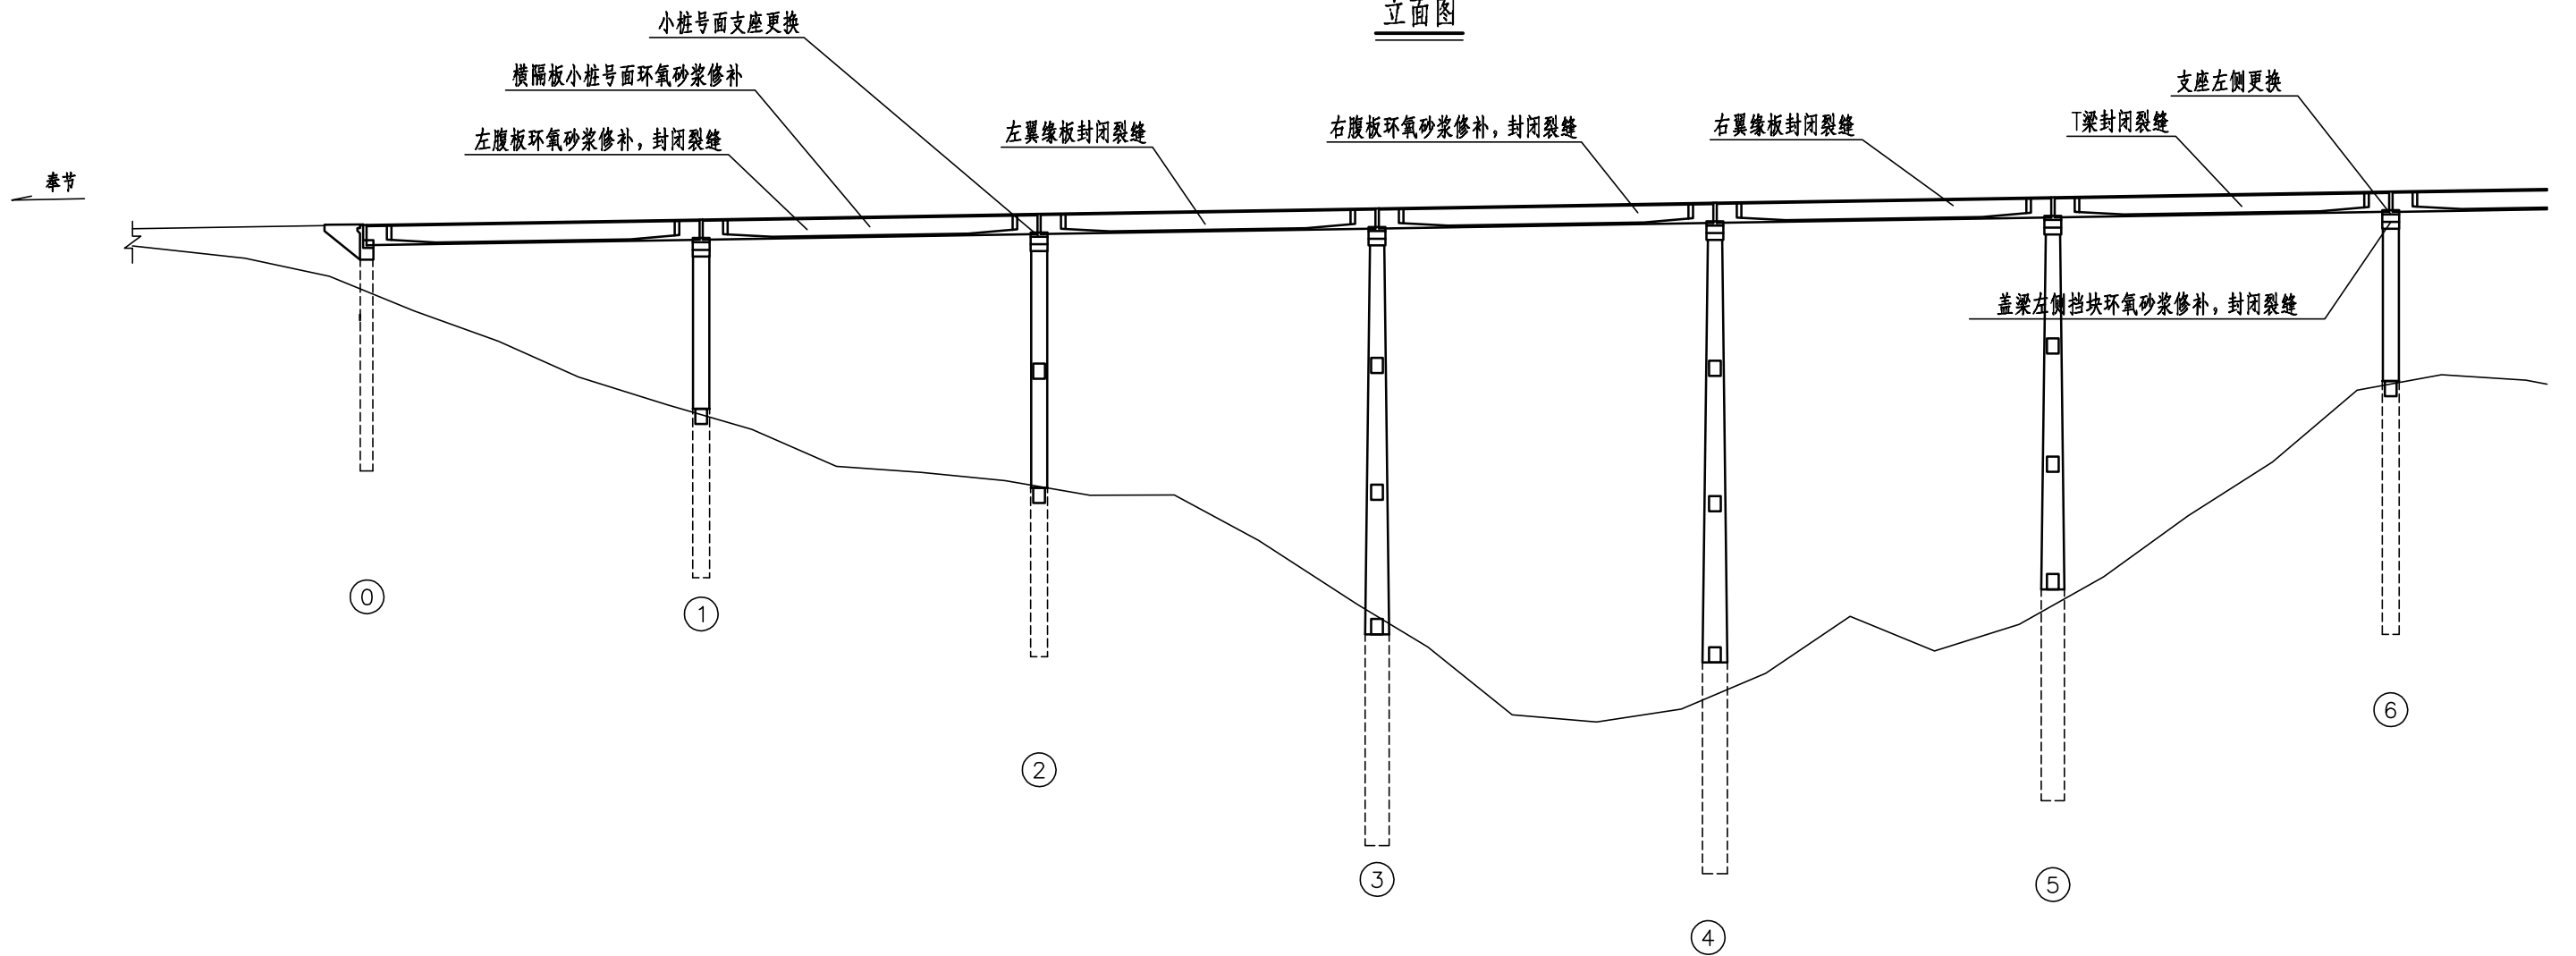 立面图
小桩号面支座更换
横隔板小桩号面环氧砂浆修补
支座左侧更换
左腹板环氧砂浆修补，封闭裂缝
左翼缘板封闭裂缝
右腹板环氧砂浆修补，封闭裂缝
右翼缘板封闭裂缝
T梁封闭裂缝
奉节
盖梁左侧挡块环氧砂浆修补，封闭裂缝
0
1
2
3
4
5
6